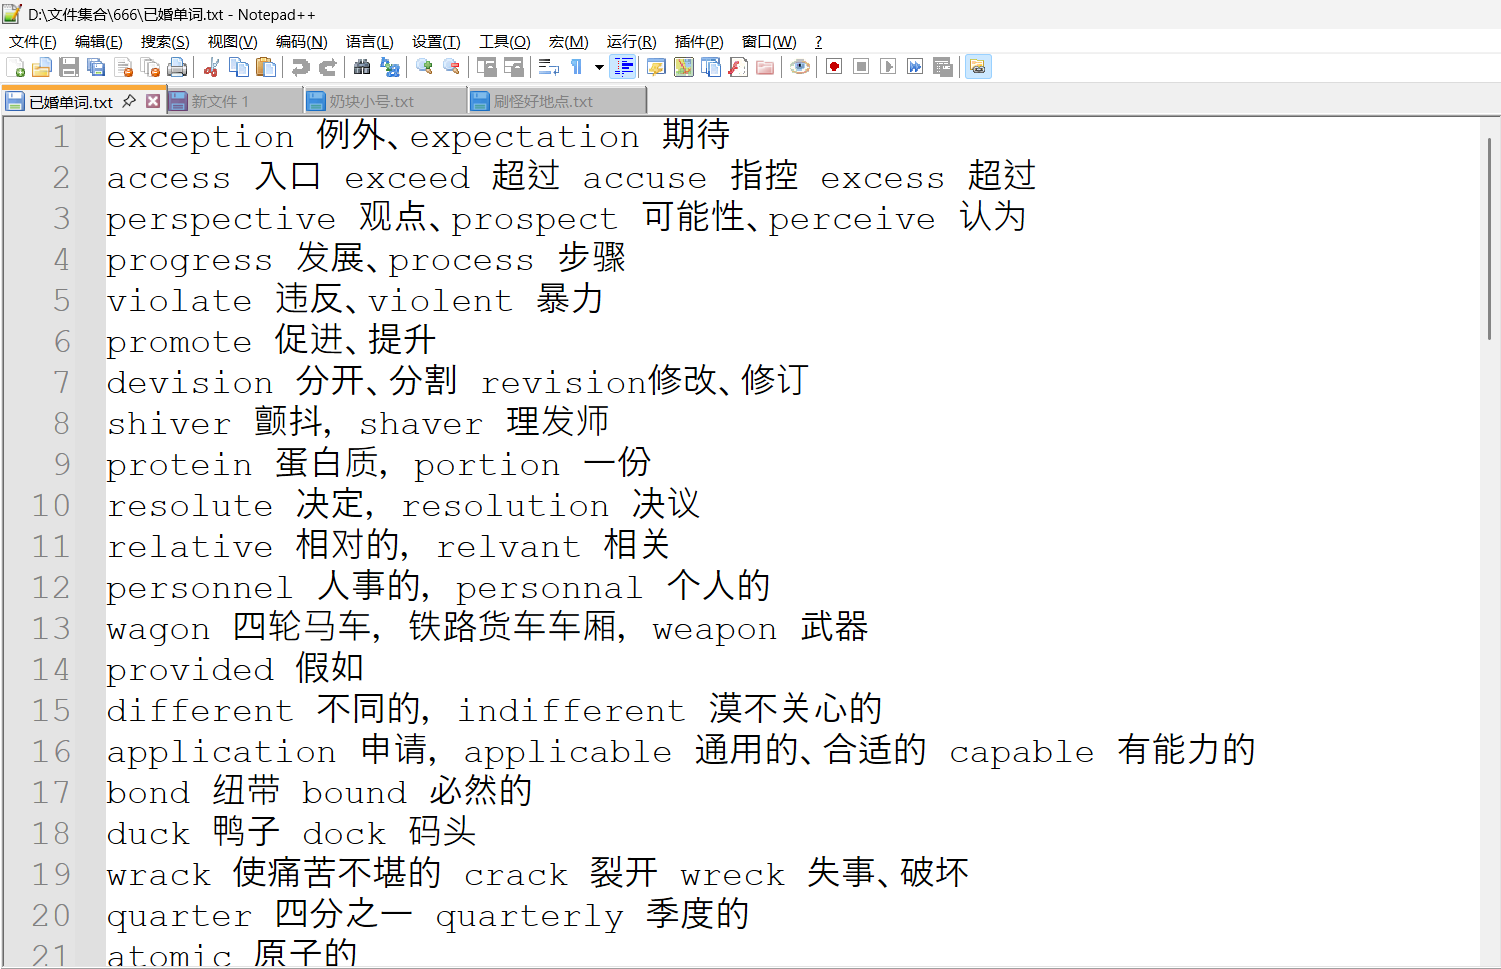 D:\文件集合\666\已婚单词.txt - Notepad++
文件(F) 编辑(E) 搜索(S) 视图(V) 编码(N) 语言(L) 设置(T) 工具(O) 宏(M) 运行(R) 插件(P) 窗口(W) ?
已婚单词.txt 新文件 1 奶块小号.txt 刷怪好地点.txt
1 exception 例外、expectation 期待
2 access 入口 exceed 超过 accuse 指控 excess 超过
3 perspective 观点、prospect 可能性、perceive 认为
4 progress 发展、process 步骤
5 violate 违反、violent 暴力
6 promote 促进、提升
7 devision 分开、分割 revision修改、修订
8 shiver 颤抖, shaver 理发师
9 protein 蛋白质, portion 一份
10 resolute 决定, resolution 决议
11 relative 相对的, relvant 相关
12 personnel 人事的, personnal 个人的
13 wagon 四轮马车, 铁路货车车厢, weapon 武器
14 provided 假如
15 different 不同的, indifferent 漠不关心的
16 application 申请, applicable 通用的、合适的 capable 有能力的
17 bond 纽带 bound 必然的
18 duck 鸭子 dock 码头
19 wrack 使痛苦不堪的 crack 裂开 wreck 失事、破坏
20 quarter 四分之一 quarterly 季度的
21 atomic 原子的